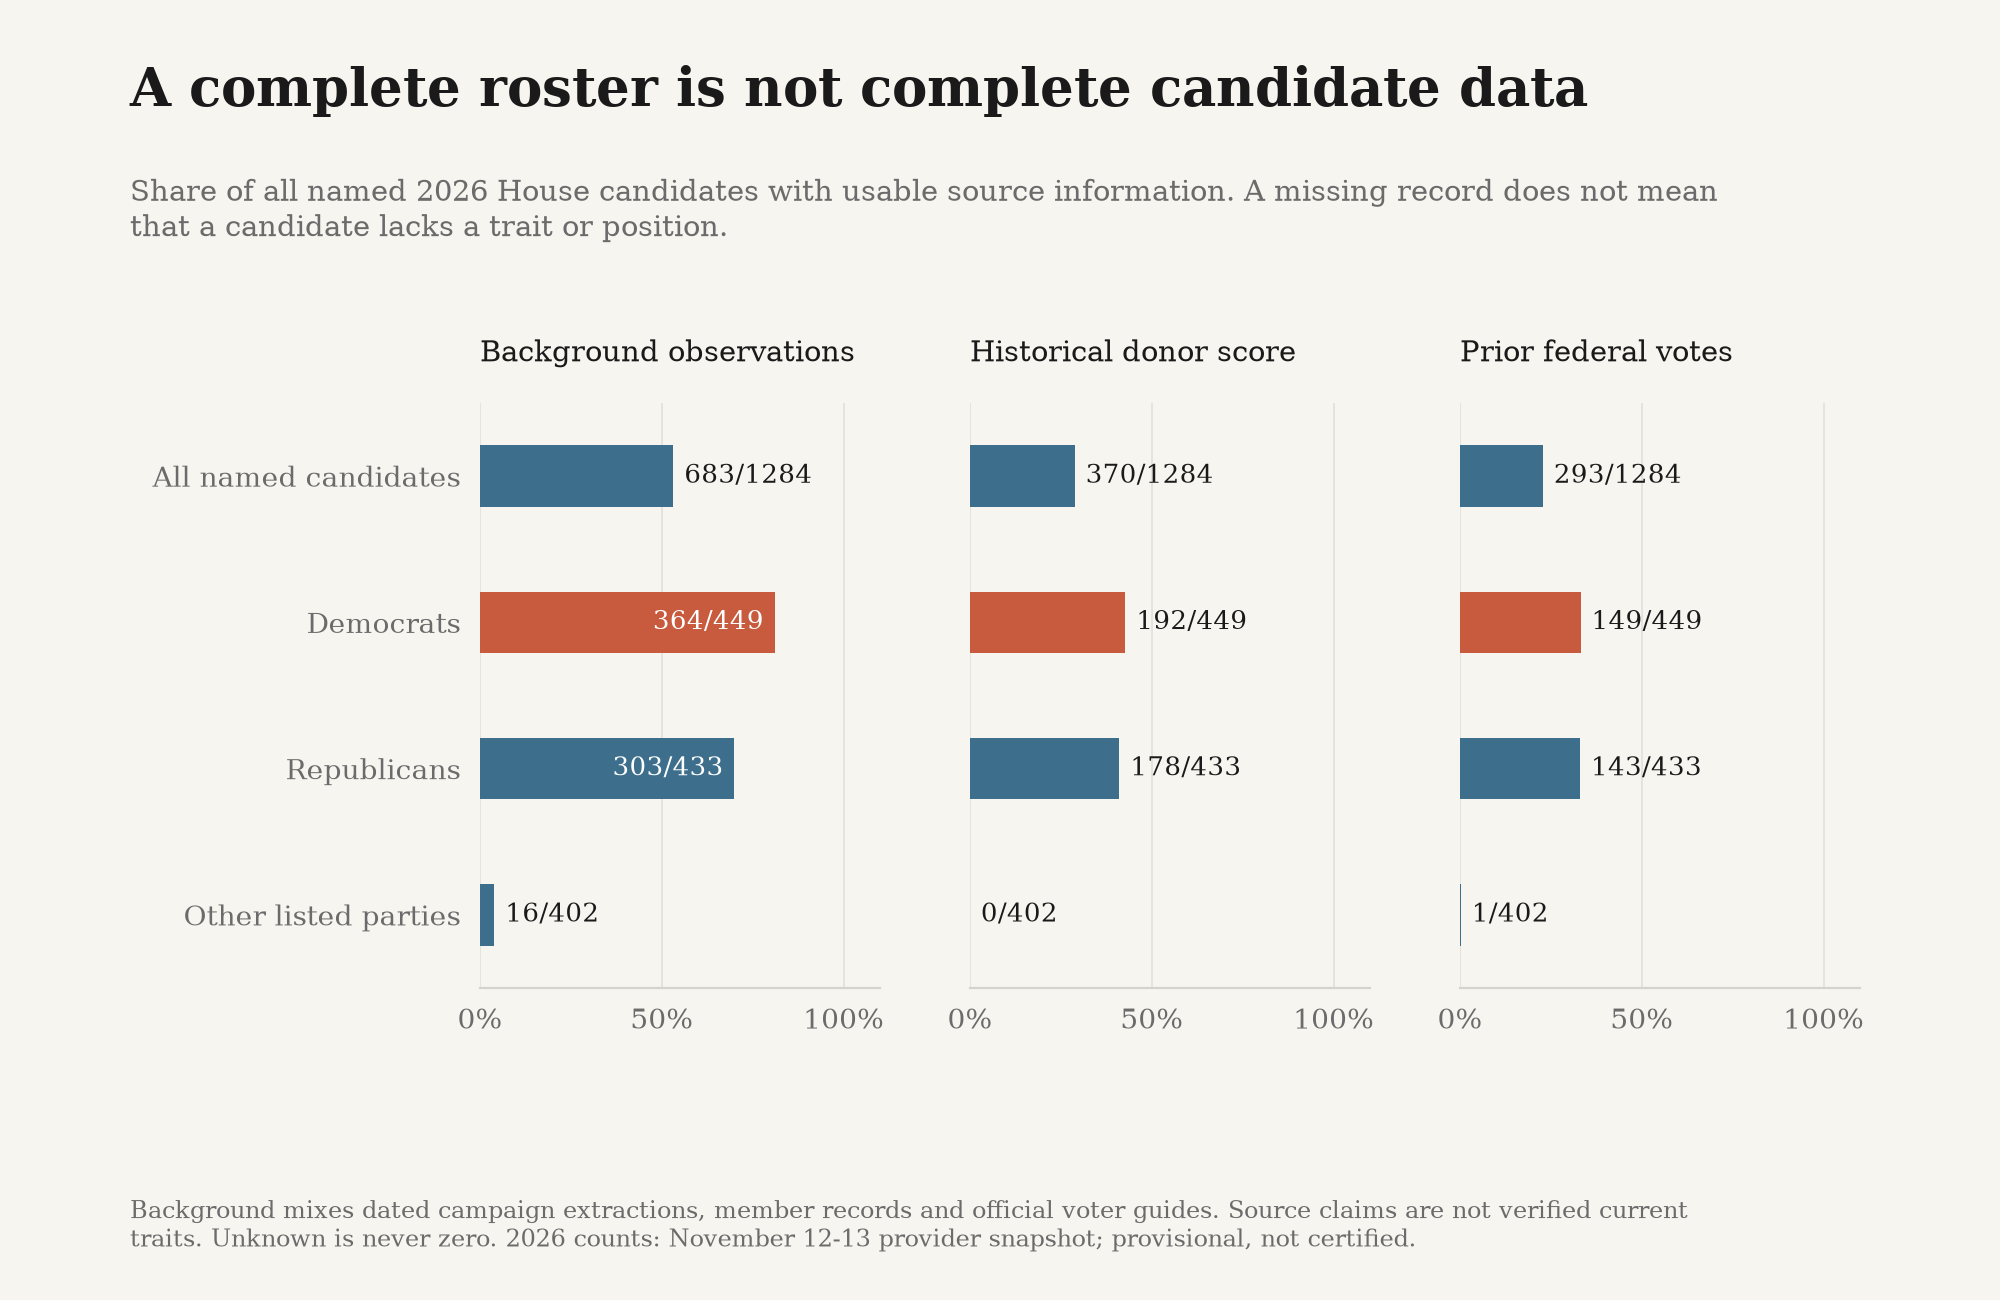 A complete roster is not complete candidate data
Share of all named 2026 House candidates with usable source information. A missing record does not mean
that a candidate lacks a trait or position.
Background observations
Historical donor score
Prior federal votes
All named candidates
683/1284
370/1284
293/1284
Democrats
364/449
192/449
149/449
Republicans
303/433
178/433
143/433
Other listed parties
16/402
0/402
1/402
0%
50%
100%
0%
50%
100%
0%
50%
100%
Background mixes dated campaign extractions, member records and official voter guides. Source claims are not verified current
traits. Unknown is never zero. 2026 counts: November 12-13 provider snapshot; provisional, not certified.